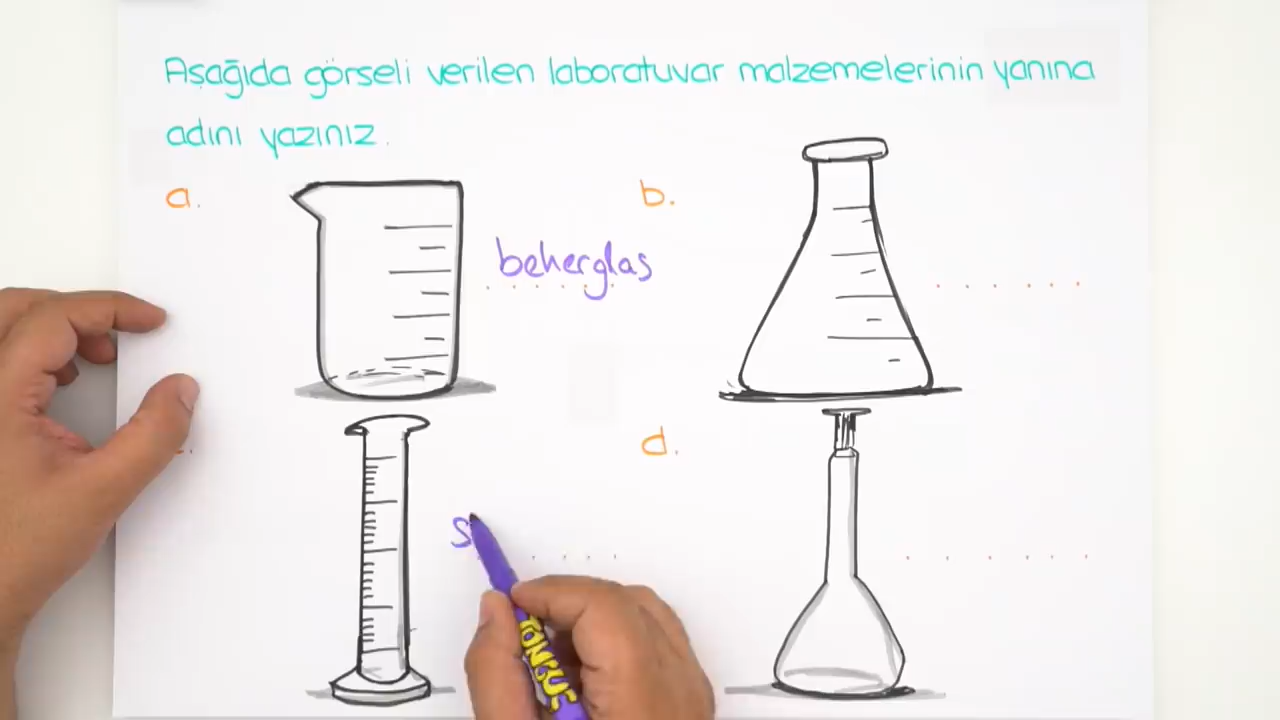 Aşağıda görseli verilen laboratuvar malzemelerinin yanına
adını yazınız.
a.
beherglas
b.
s
d.